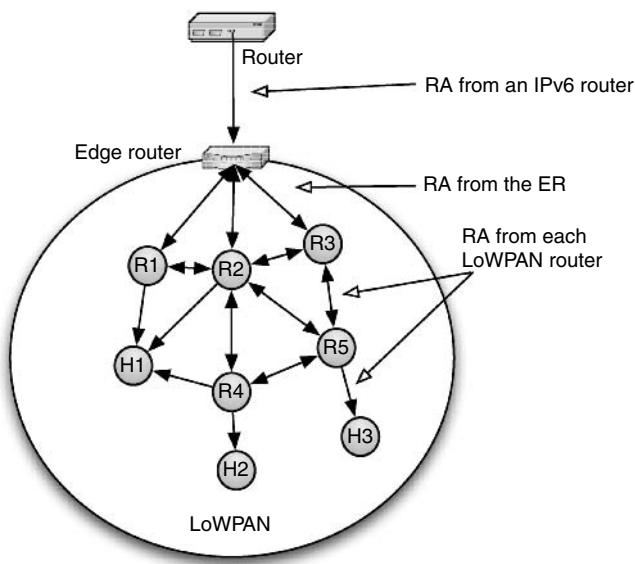 Router
RA from an IPv6 router
Edge router
RA from the ER
RA from each
LoWPAN router
R1
R2
R3
H1
R4
R5
H2
H3
LoWPAN